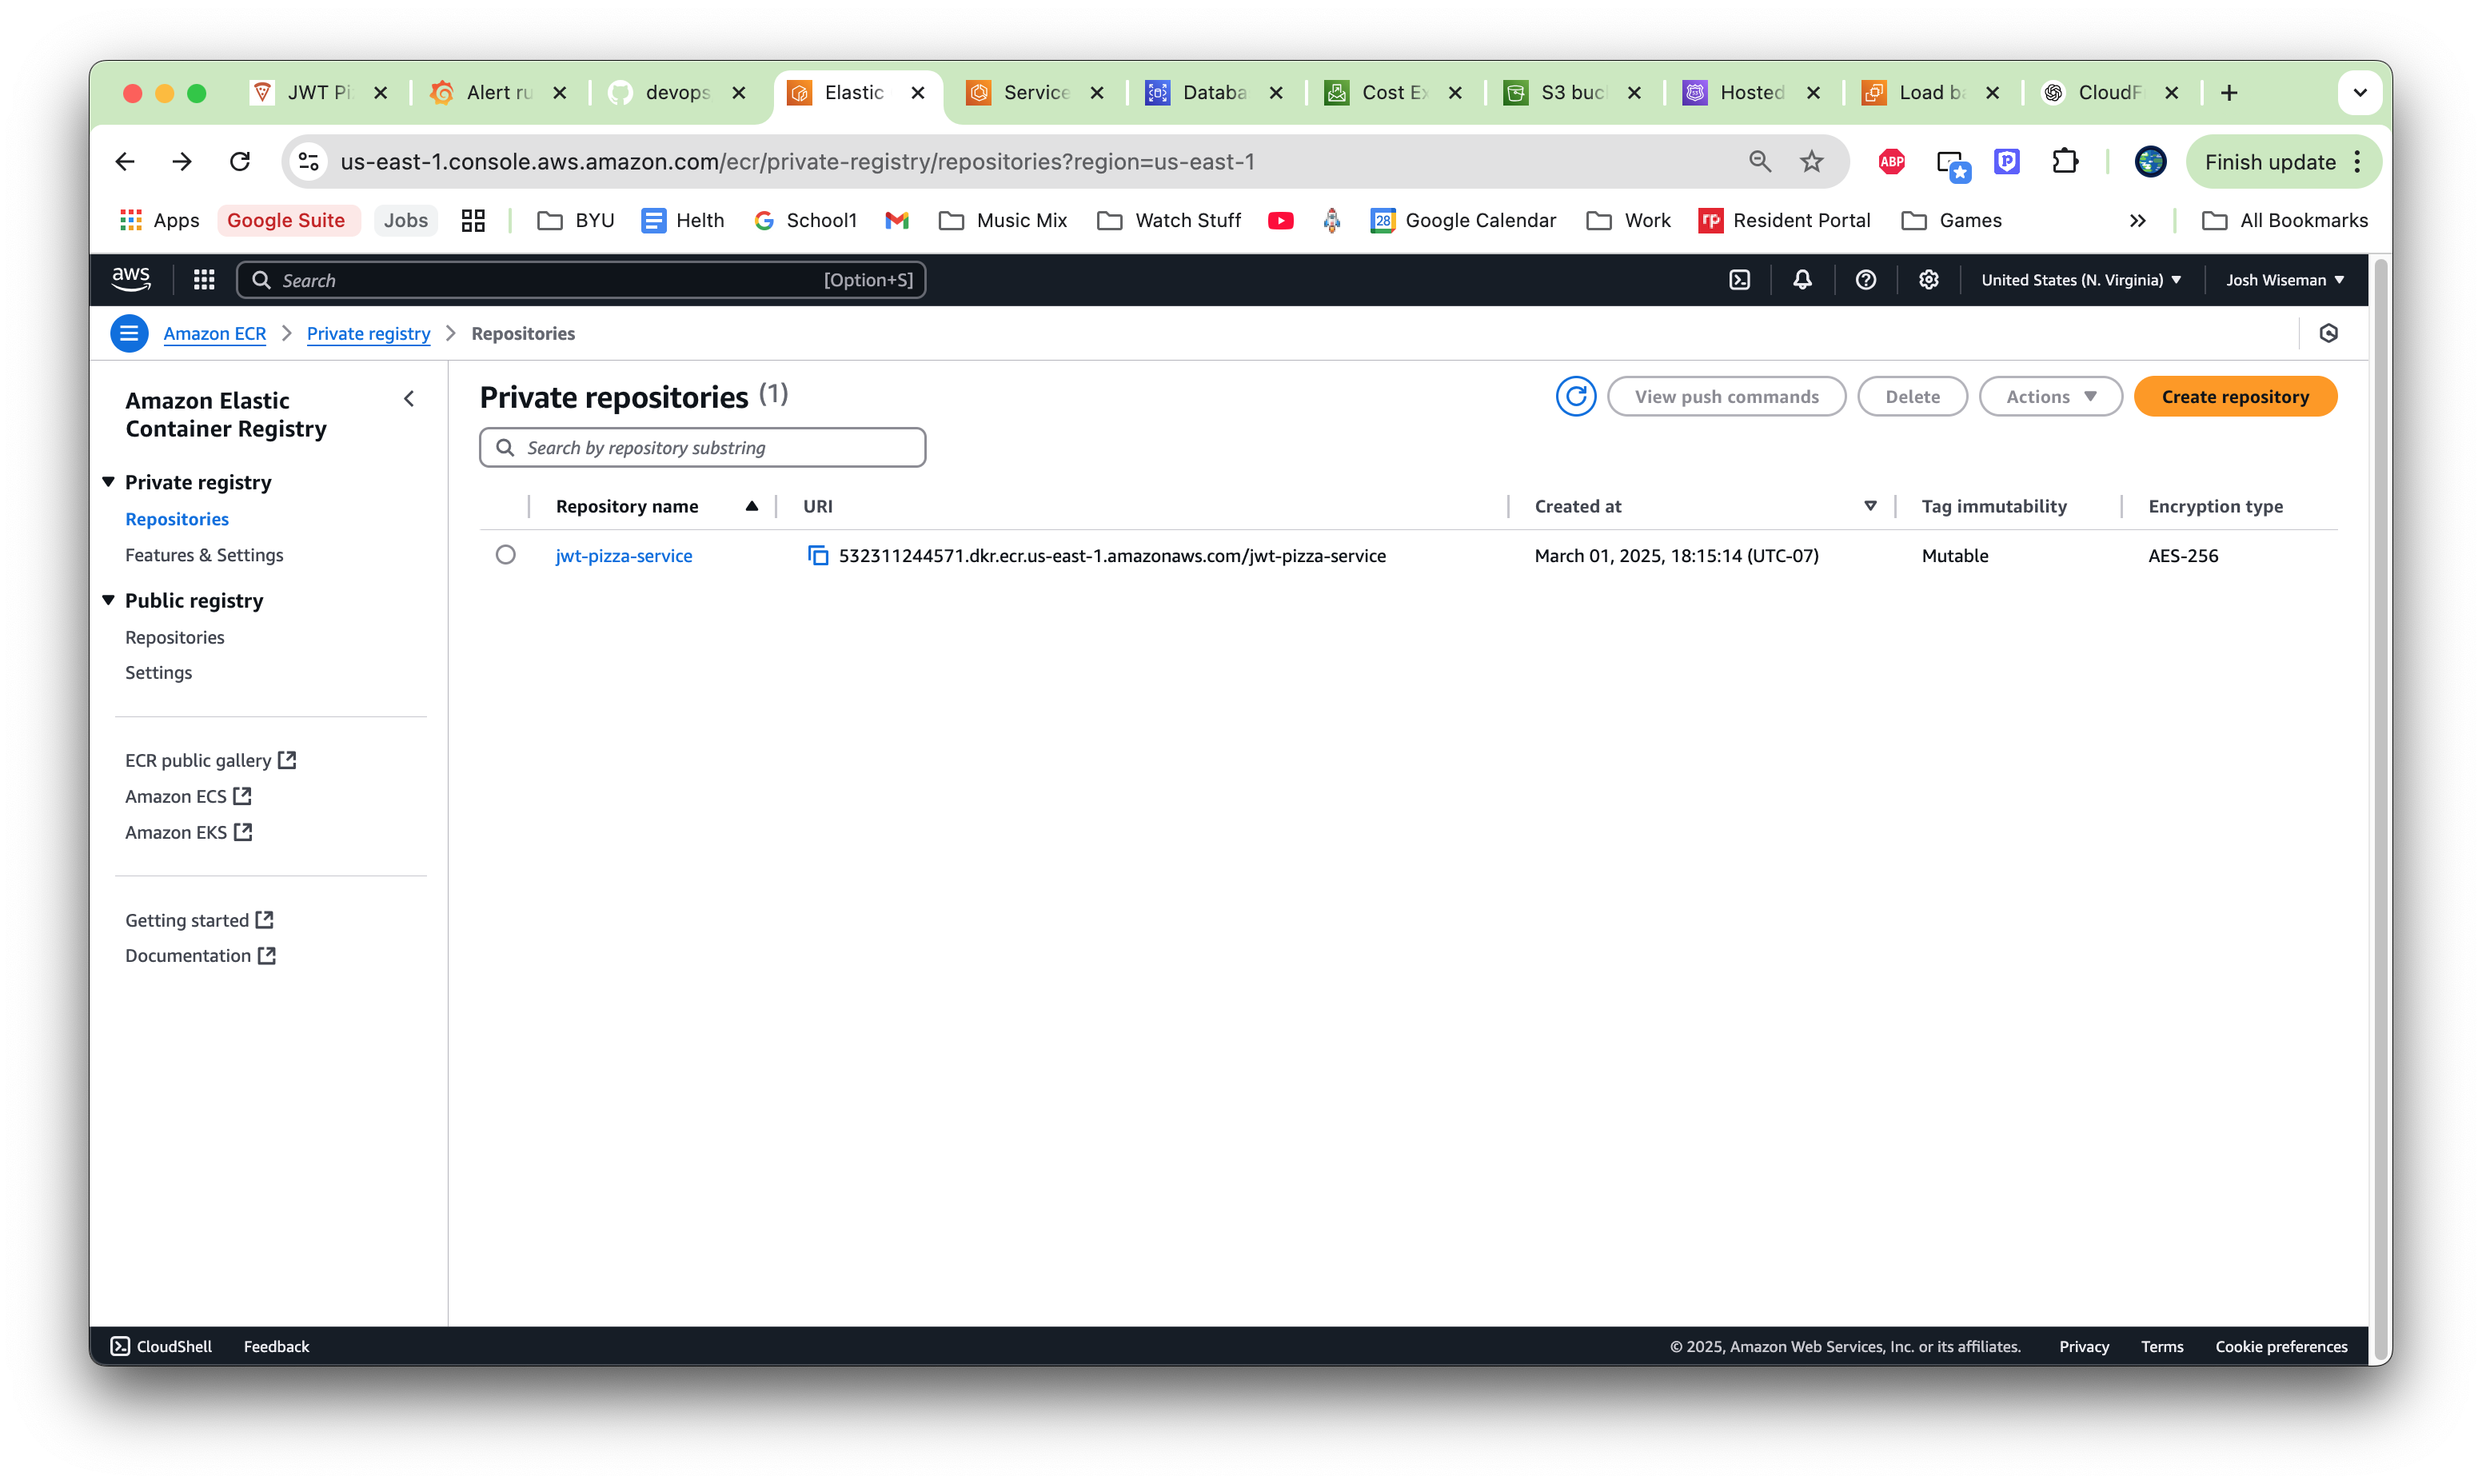 JWT Pi
Alert ru
devops
Elastic
Service
Databa
Cost Ex
S3 buc
Hosted
Load ba
CloudF
us-east-1.console.aws.amazon.com/ecr/private-registry/repositories?region=us-east-1
ABP
Finish update
Apps
Google Suite
Jobs
BYU
Helth
School1
Music Mix
Watch Stuff
28
Google Calendar
Work
rp
Resident Portal
Games
All Bookmarks
aws
Search
[Option+S]
United States (N. Virginia)
Josh Wiseman
Amazon ECR
Private registry
Repositories
Amazon Elastic
Container Registry
Private registry
Repositories
Features & Settings
Public registry
Repositories
Settings
ECR public gallery
Amazon ECS
Amazon EKS
Getting started
Documentation
Private repositories (1)
View push commands
Delete
Actions
Create repository
Search by repository substring
Repository name
URI
Created at
Tag immutability
Encryption type
jwt-pizza-service
532311244571.dkr.ecr.us-east-1.amazonaws.com/jwt-pizza-service
March 01, 2025, 18:15:14 (UTC-07)
Mutable
AES-256
CloudShell
Feedback
© 2025, Amazon Web Services, Inc. or its affiliates.
Privacy
Terms
Cookie preferences